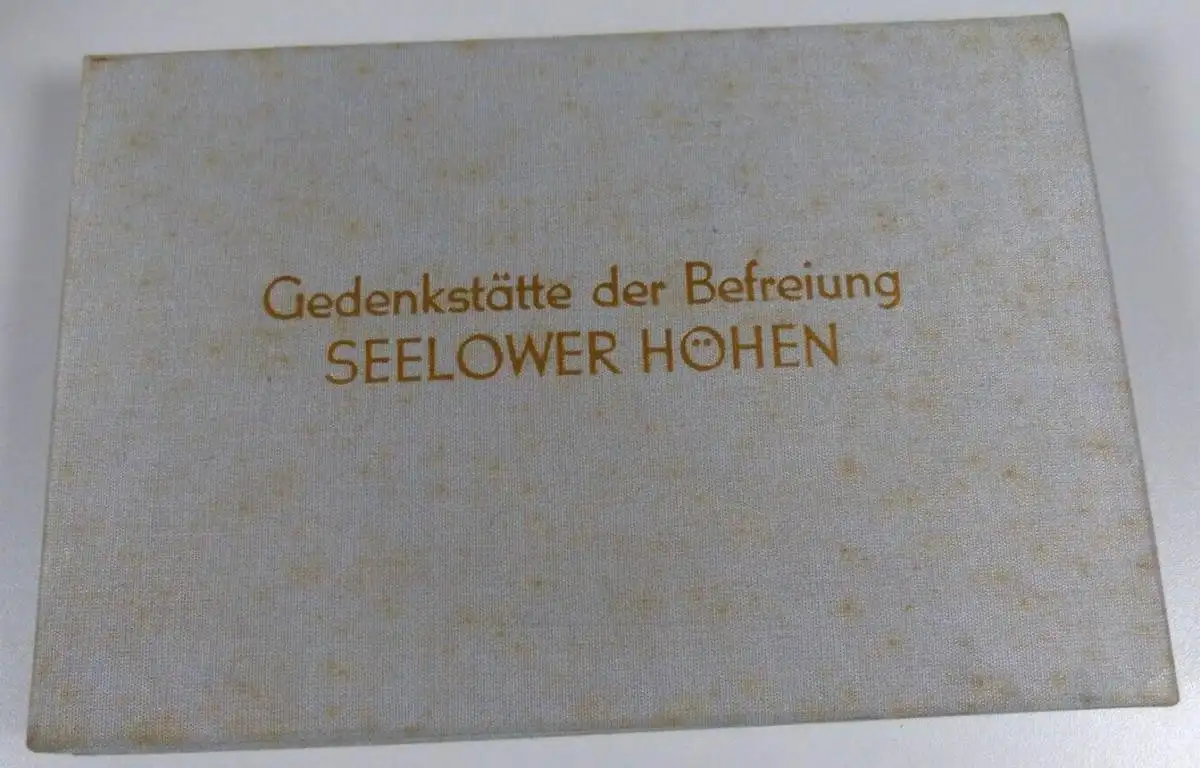 Gedenkstätte der Befreiung
SEELOWER HÖHEN